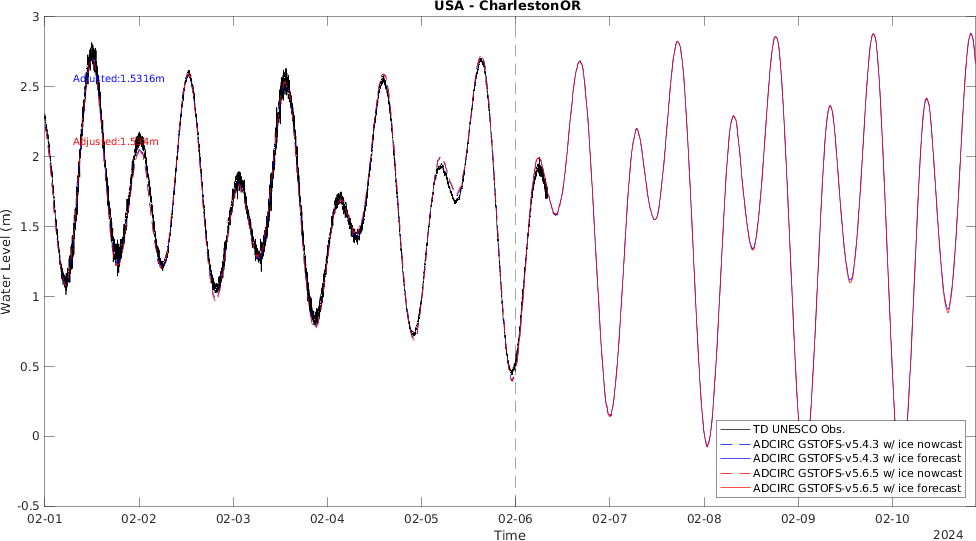 USA - CharlestonOR
3
2.5
2
1.5
1
0.5
0
-0.5
Water Level (m)
Adjusted:1.5316m
TD UNESCO Obs.
ADCIRC GSTOFS-v5.4.3 w/ ice nowcast
ADCIRC GSTOFS-v5.4.3 w/ ice forecast
ADCIRC GSTOFS-v5.6.5 w/ ice nowcast
ADCIRC GSTOFS-v5.6.5 w/ ice forecast
02-01 02-02 02-03 02-04 02-05 02-06 02-07 02-08 02-09 02-10
Time
2024